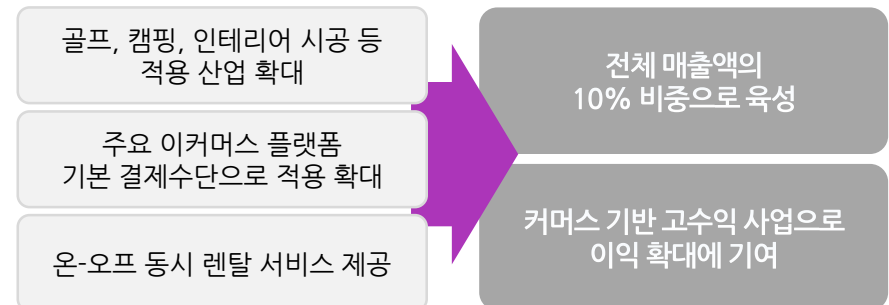 골프, 캠핑, 인테리어 시공 등
적용 산업 확대
주요 이커머스 플랫폼
기본 결제수단으로 적용 확대
온-오프 동시 렌탈 서비스 제공
전체 매출액의
10% 비중으로 육성
커머스 기반 고수익 사업으로
이익 확대에 기여